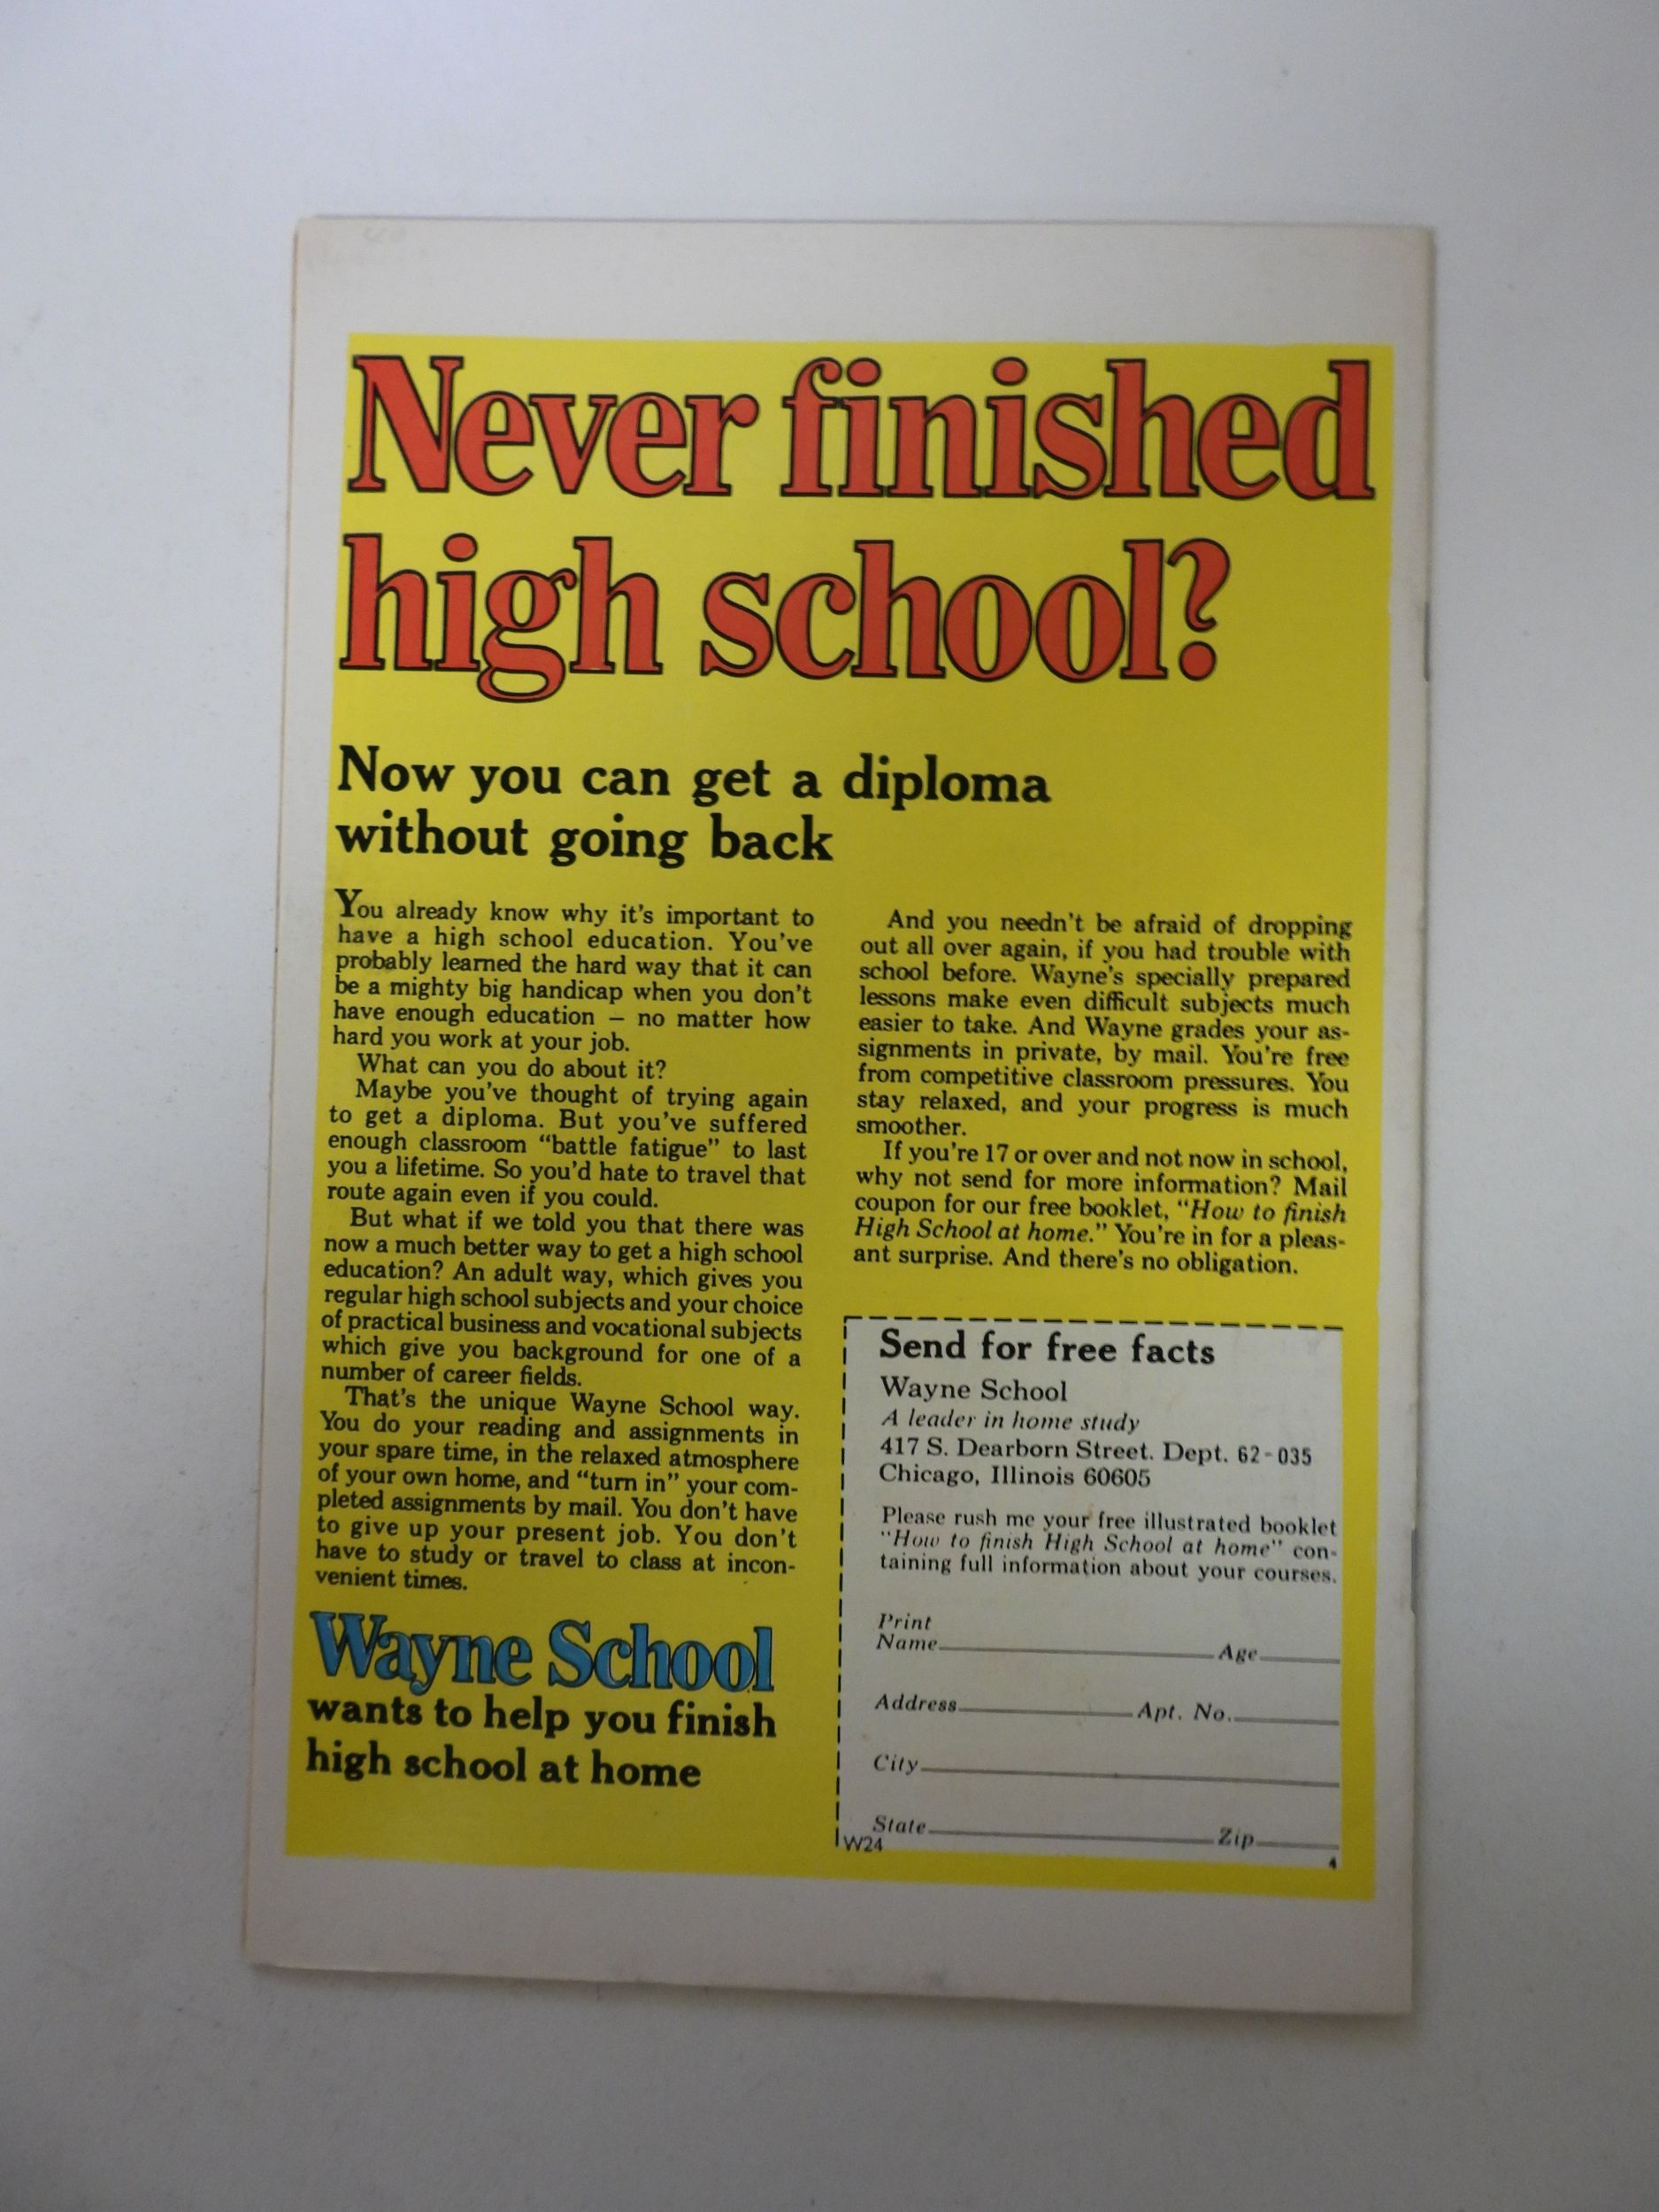 Never finished
high school?
Now you can get a diploma
without going back
You already know why it's important to
have a high school education. You've
probably learned the hard way that it can
be a mighty big handicap when you don't
have enough education — no matter how
hard you work at your job.
What can you do about it?
Maybe you've thought of trying again
to get a diploma. But you've suffered
enough classroom “battle fatigue” to last
you a lifetime. So you'd hate to travel that
route again even if you could.
But what if we told you that there was
now a much better way to get a high school
education? An adult way, which gives you
regular high school subjects and your choice
of practical business and vocational subjects
which give you background for one of a
number of career fields.
That's the unique Wayne School way.
You do your reading and assignments in
your spare time, in the relaxed atmosphere
of your own home, and “turn in” your com-
pleted assignments by mail. You don't have
to give up your present job. You don't
have to study or travel to class at incon-
venient times.
Wayne School
wants to help you finish
high school at home
And you needn't be afraid of dropping
out all over again, if you had trouble with
school before. Wayne's specially prepared
lessons make even difficult subjects much
easier to take. And Wayne grades your as-
signments in private, by mail. You're free
from competitive classroom pressures. You
stay relaxed, and your progress is much
smoother.
If you're 17 or over and not now in school,
why not send for more information? Mail
coupon for our free booklet, “How to finish
High School at home.” You're in for a pleas-
ant surprise. And there's no obligation.
Send for free facts
Wayne School
A leader in home study
417 S. Dearborn Street. Dept. 62-035
Chicago, Illinois 60605
Please rush me your free illustrated booklet
“How to finish High School at home” con-
taining full information about your courses.
Print
Name Age
Address Apt. No.
City
State Zip
W24
4